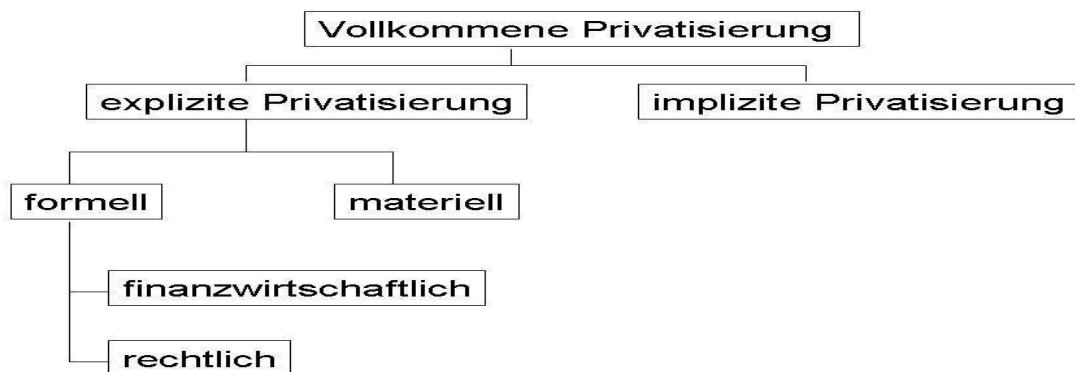 Vollkommene Privatisierung
explizite Privatisierung
implizite Privatisierung
formell
materiell
finanzwirtschaftlich
rechtlich